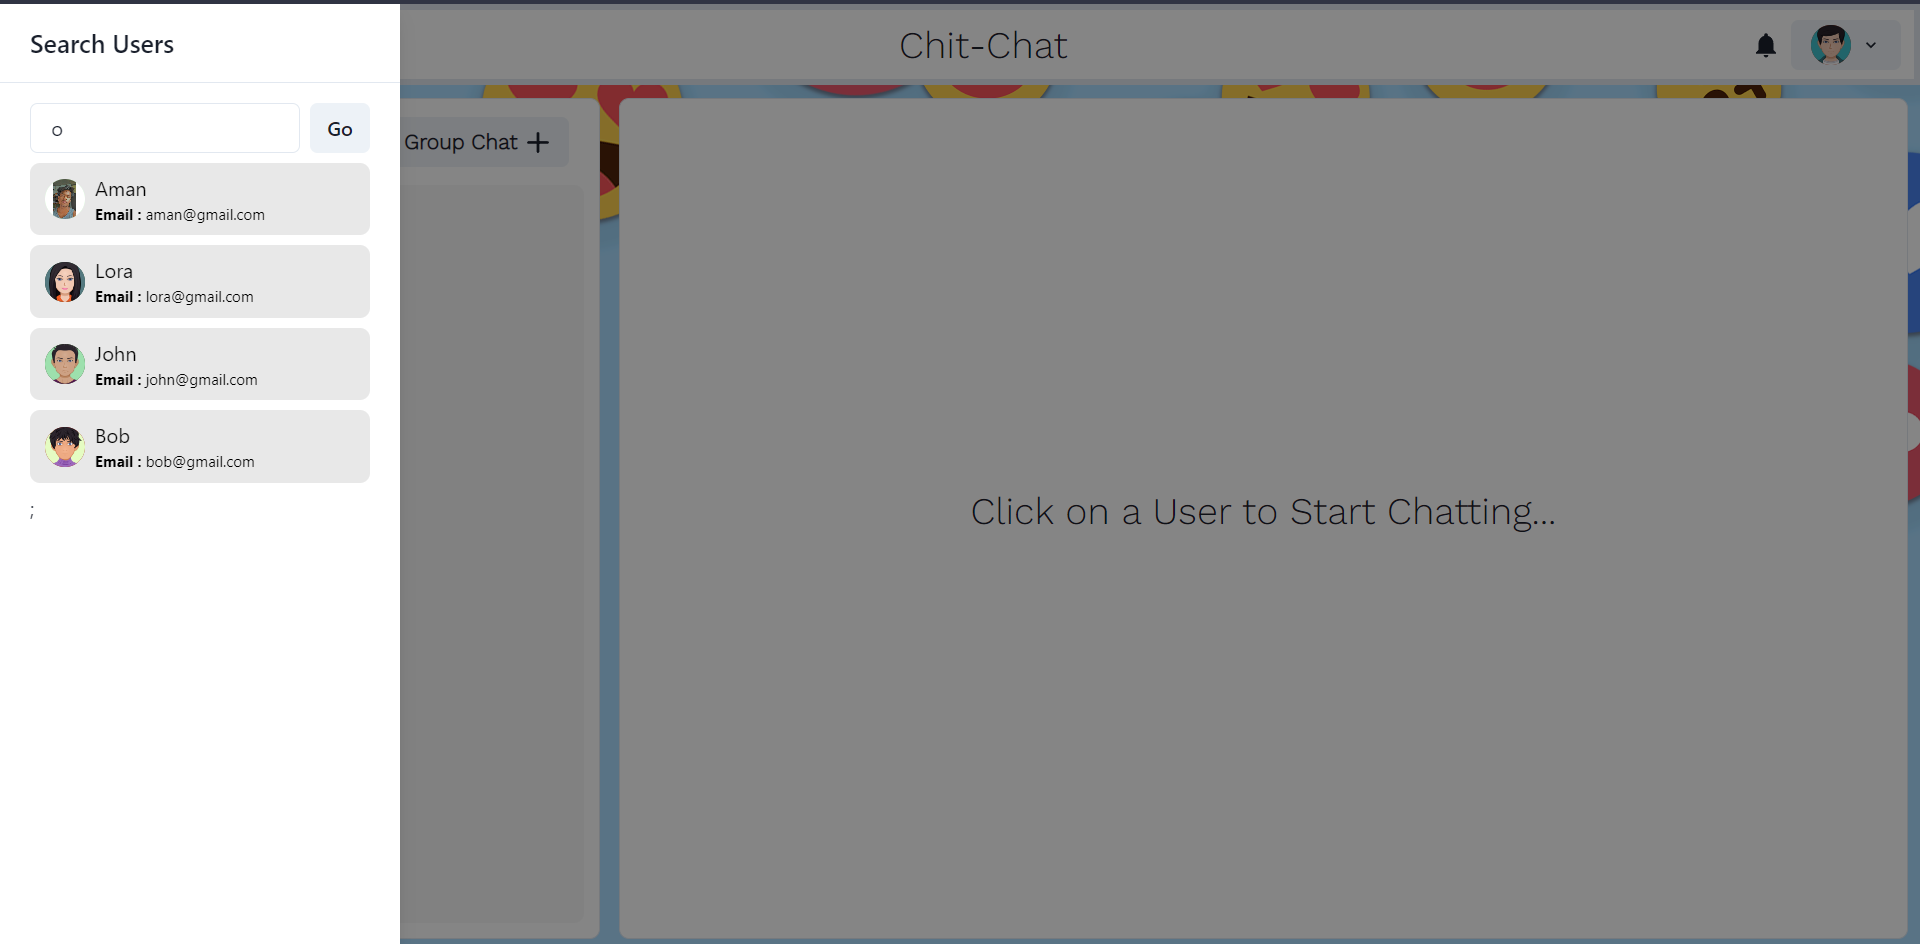 Search Users
o
Go
Aman
Email : aman@gmail.com
Lora
Email : lora@gmail.com
John
Email : john@gmail.com
Bob
Email : bob@gmail.com
;
Chit-Chat
Group Chat
Click on a User to Start Chatting...